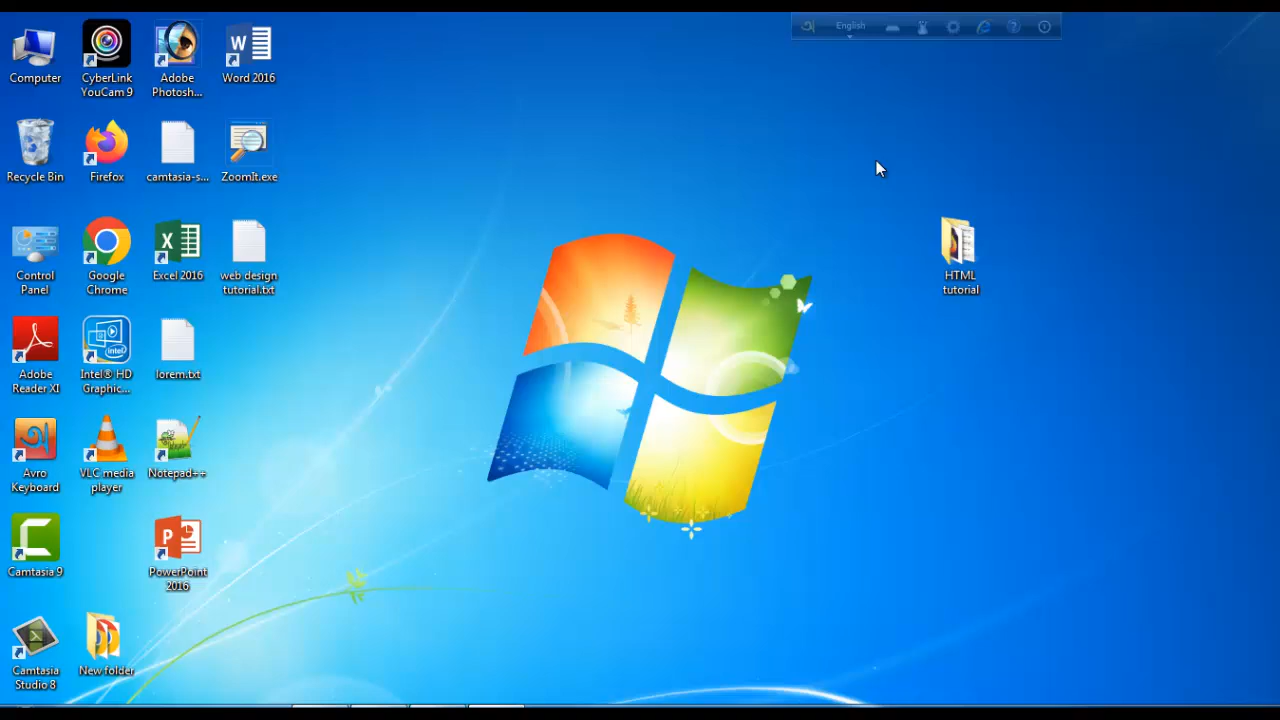 English
Computer
CyberLink
YouCam 9
Adobe
Photosh...
Word 2016
Recycle Bin
Firefox
camtasia-s...
ZoomIt.exe
Control
Panel
Google
Chrome
Excel 2016
web design
tutorial.txt
HTML
tutorial
Adobe
Reader XI
Intel® HD
Graphic...
lorem.txt
Avro
Keyboard
VLC media
player
Notepad++
Camtasia 9
PowerPoint
2016
Camtasia
Studio 8
New folder